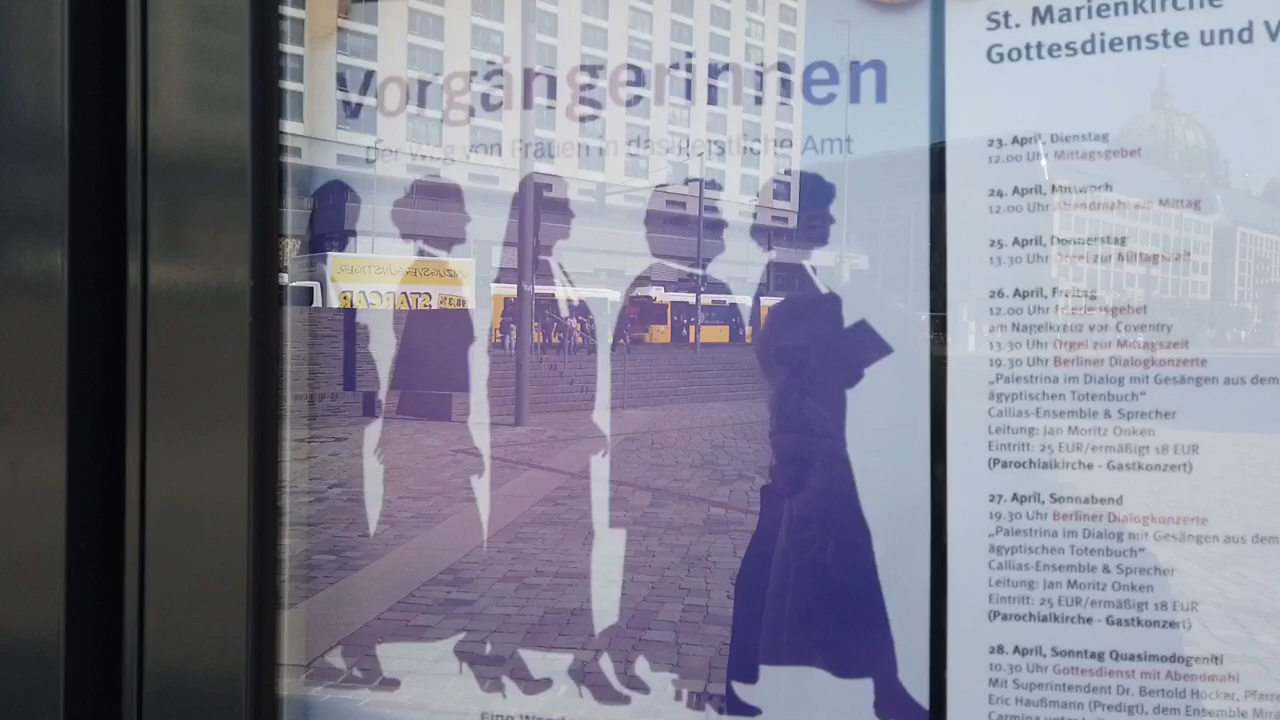 Vorgängerinnen
Der Weg von Frauen in das geistliche Amt
UMZUGSVERGÜNSTIGER
STARCAR
Eine
St. Marienkirche
Gottesdienste und V
23. April, Dienstag
12.00 Uhr Mittagsgebet
24. April, Mittwoch
12.00 Uhr Abendmahl am Mittag
25. April, Donnerstag
13.30 Uhr Orgel zur Mittagszeit
26. April, Freitag
12.00 Uhr Friedensgebet
am Nagelkreuz von Coventry
13.30 Uhr Orgel zur Mittagszeit
19.30 Uhr Berliner Dialogkonzerte
„Palestrina im Dialog mit Gesängen aus dem
ägyptischen Totenbuch“
Callias-Ensemble & Sprecher
Leitung: Jan Moritz Onken
Eintritt: 25 EUR/ermäßigt 18 EUR
(Parochialkirche - Gastkonzert)
27. April, Sonnabend
19.30 Uhr Berliner Dialogkonzerte
„Palestrina im Dialog mit Gesängen aus dem
ägyptischen Totenbuch“
Callias-Ensemble & Sprecher
Leitung: Jan Moritz Onken
Eintritt: 25 EUR/ermäßigt 18 EUR
(Parochialkirche - Gastkonzert)
28. April, Sonntag Quasimodogeniti
10.30 Uhr Gottesdienst mit Abendmahl
Mit Superintendent Dr. Bertold Höcker, Pfarre
Eric Haußmann (Predigt), dem Ensemble Mira
Carmina